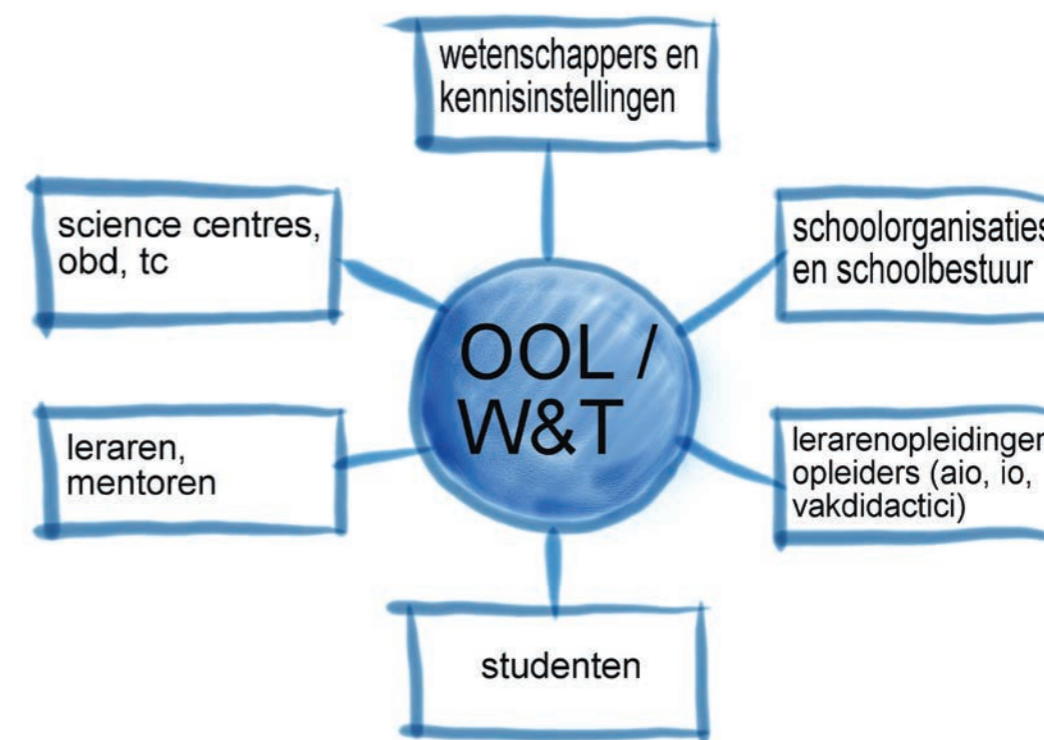 wetenschappers en
kennisinstellingen
science centres,
obd, tc
schoolorganisaties
en schoolbestuur
OOL /
W&T
leraren,
mentoren
lerarenopleidingen
opleiders (aio, io,
vakdidactici)
studenten